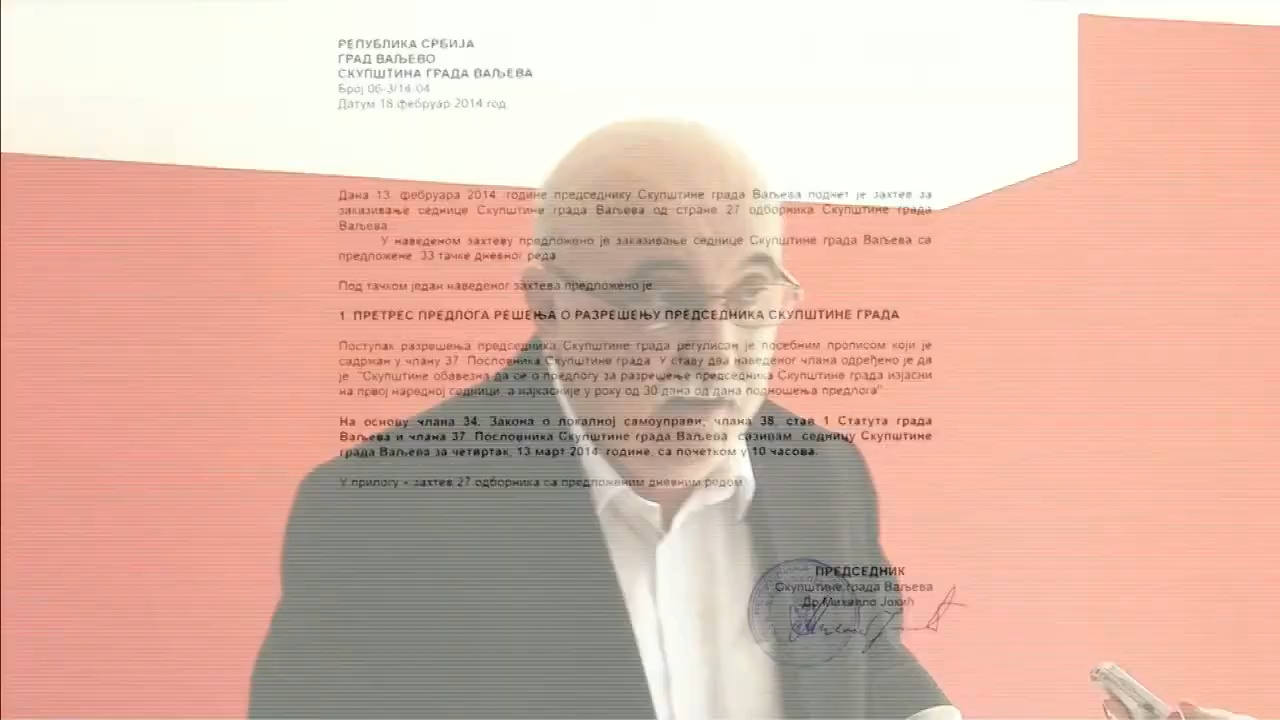 РЕПУБЛИКА СРБИЈА
ГРАД ВАЉЕВО
СКУПШТИНА ГРАДА ВАЉЕВА
Број 06-3/14-04
Датум 18.фебруар 2014.год.
Дана 13. фебруара 2014. године председнику Скупштине града Ваљева поднет је захтев за
заказивање седнице Скупштине града Ваљева од стране 27 одборника Скупштине града
Ваљева.
У наведеном захтеву предложено је заказивање седнице Скупштине града Ваљева са
предложене 33 тачке дневног реда.
Под тачком један наведеног захтева предложено је:
1. ПРЕТРЕС ПРЕДЛОГА РЕШЕЊА О РАЗРЕШЕЊУ ПРЕДСЕДНИКА СКУПШТИНЕ ГРАДА
Поступак разрешења председника Скупштине града регулисан је посебним прописом који је
садржан у члану 37. Пословника Скупштине града. У ставу два наведеног члана одређено је да
је "Скупштине обавезна да се о предлогу за разрешење председника Скупштине града изјасни
на првој наредној седници, а најкасније у року од 30 дана од дана подношења предлога"
На основу члана 34. Закона о локалној самоуправи, члана 38. став 1 Статута града
Ваљева и члана 37. Пословника Скупштине града Ваљева сазивам седницу Скупштине
града Ваљева за четвртак, 13 март 2014. године, са почетком у 10 часова.
У прилогу - захтев 27 одборника са предложеним дневним редом.
ПРЕДСЕДНИК
Скупштине града Ваљева
Др Михаило Јокић